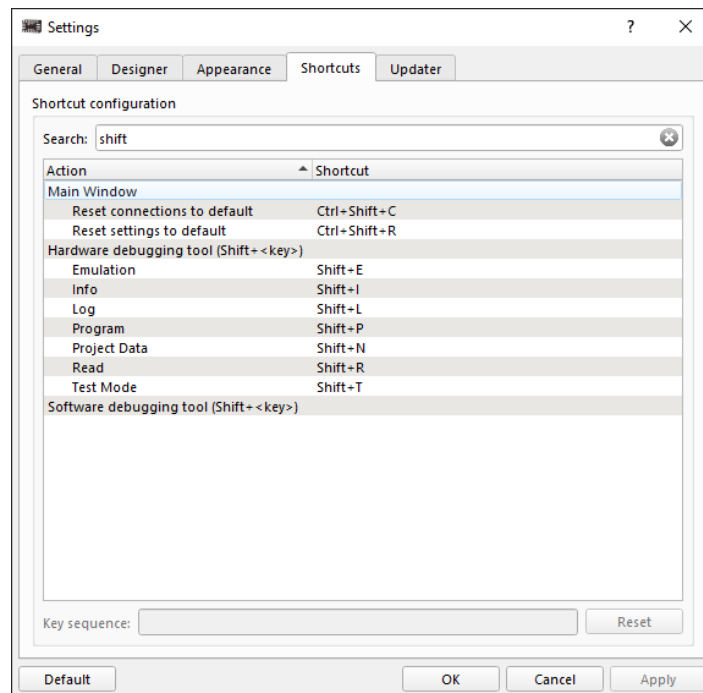 Settings
?
General Designer Appearance Shortcuts Updater
Shortcut configuration
Search: shift
Action Shortcut
Main Window
Reset connections to default Ctrl+Shift+C
Reset settings to default Ctrl+Shift+R
Hardware debugging tool (Shift+<key>)
Emulation Shift+E
Info Shift+I
Log Shift+L
Program Shift+P
Project Data Shift+N
Read Shift+R
Test Mode Shift+T
Software debugging tool (Shift+<key>)
Key sequence: Reset
Default OK Cancel Apply